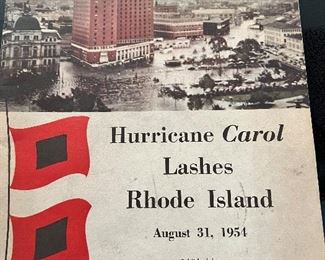 Hurricane Carol
Lashes
Rhode Island
August 31, 1954